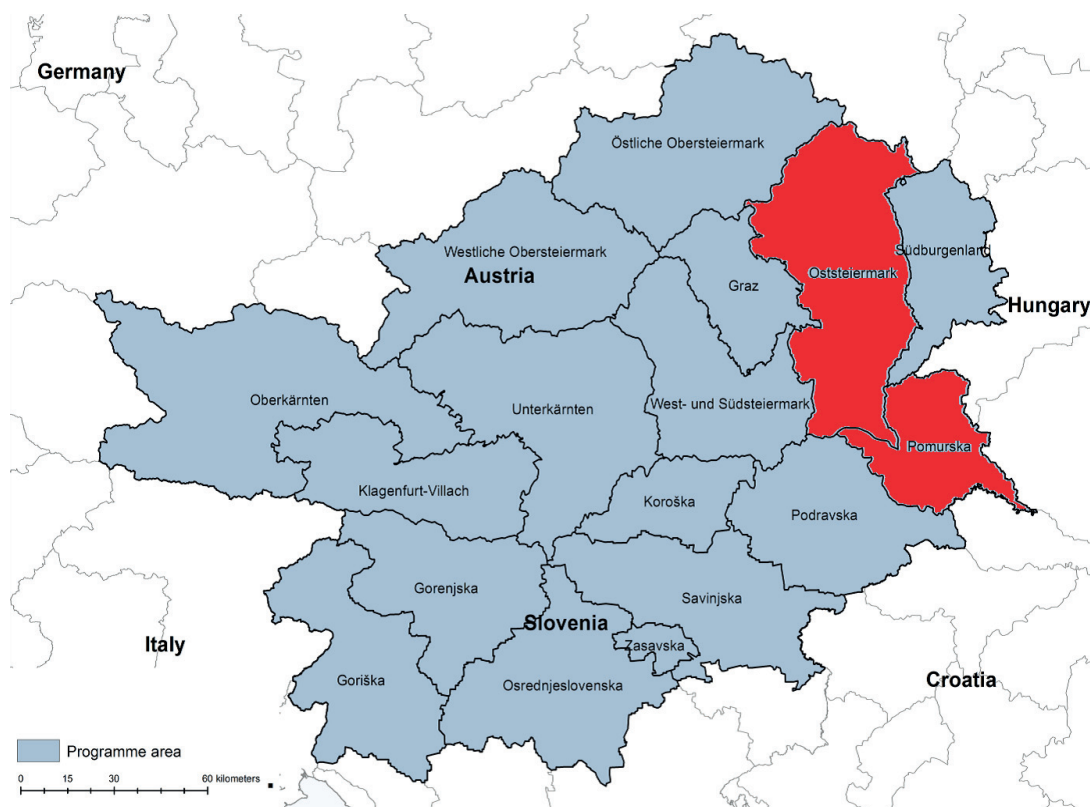 Germany
Östliche Obersteiermark
Westliche Obersteiermark
Austria
Südburgenland
Oststeiermark
Graz
Hungary
Oberkärnten
Unterkärnten
West- und Südsteiermark
Pomurska
Klagenfurt-Villach
Koroška
Podravska
Gorenjska
Savinjska
Slovenia
Italy
Zasavska
Goriška
Osrednjeslovenska
Croatia
Programme area
0 15 30 60 kilometers